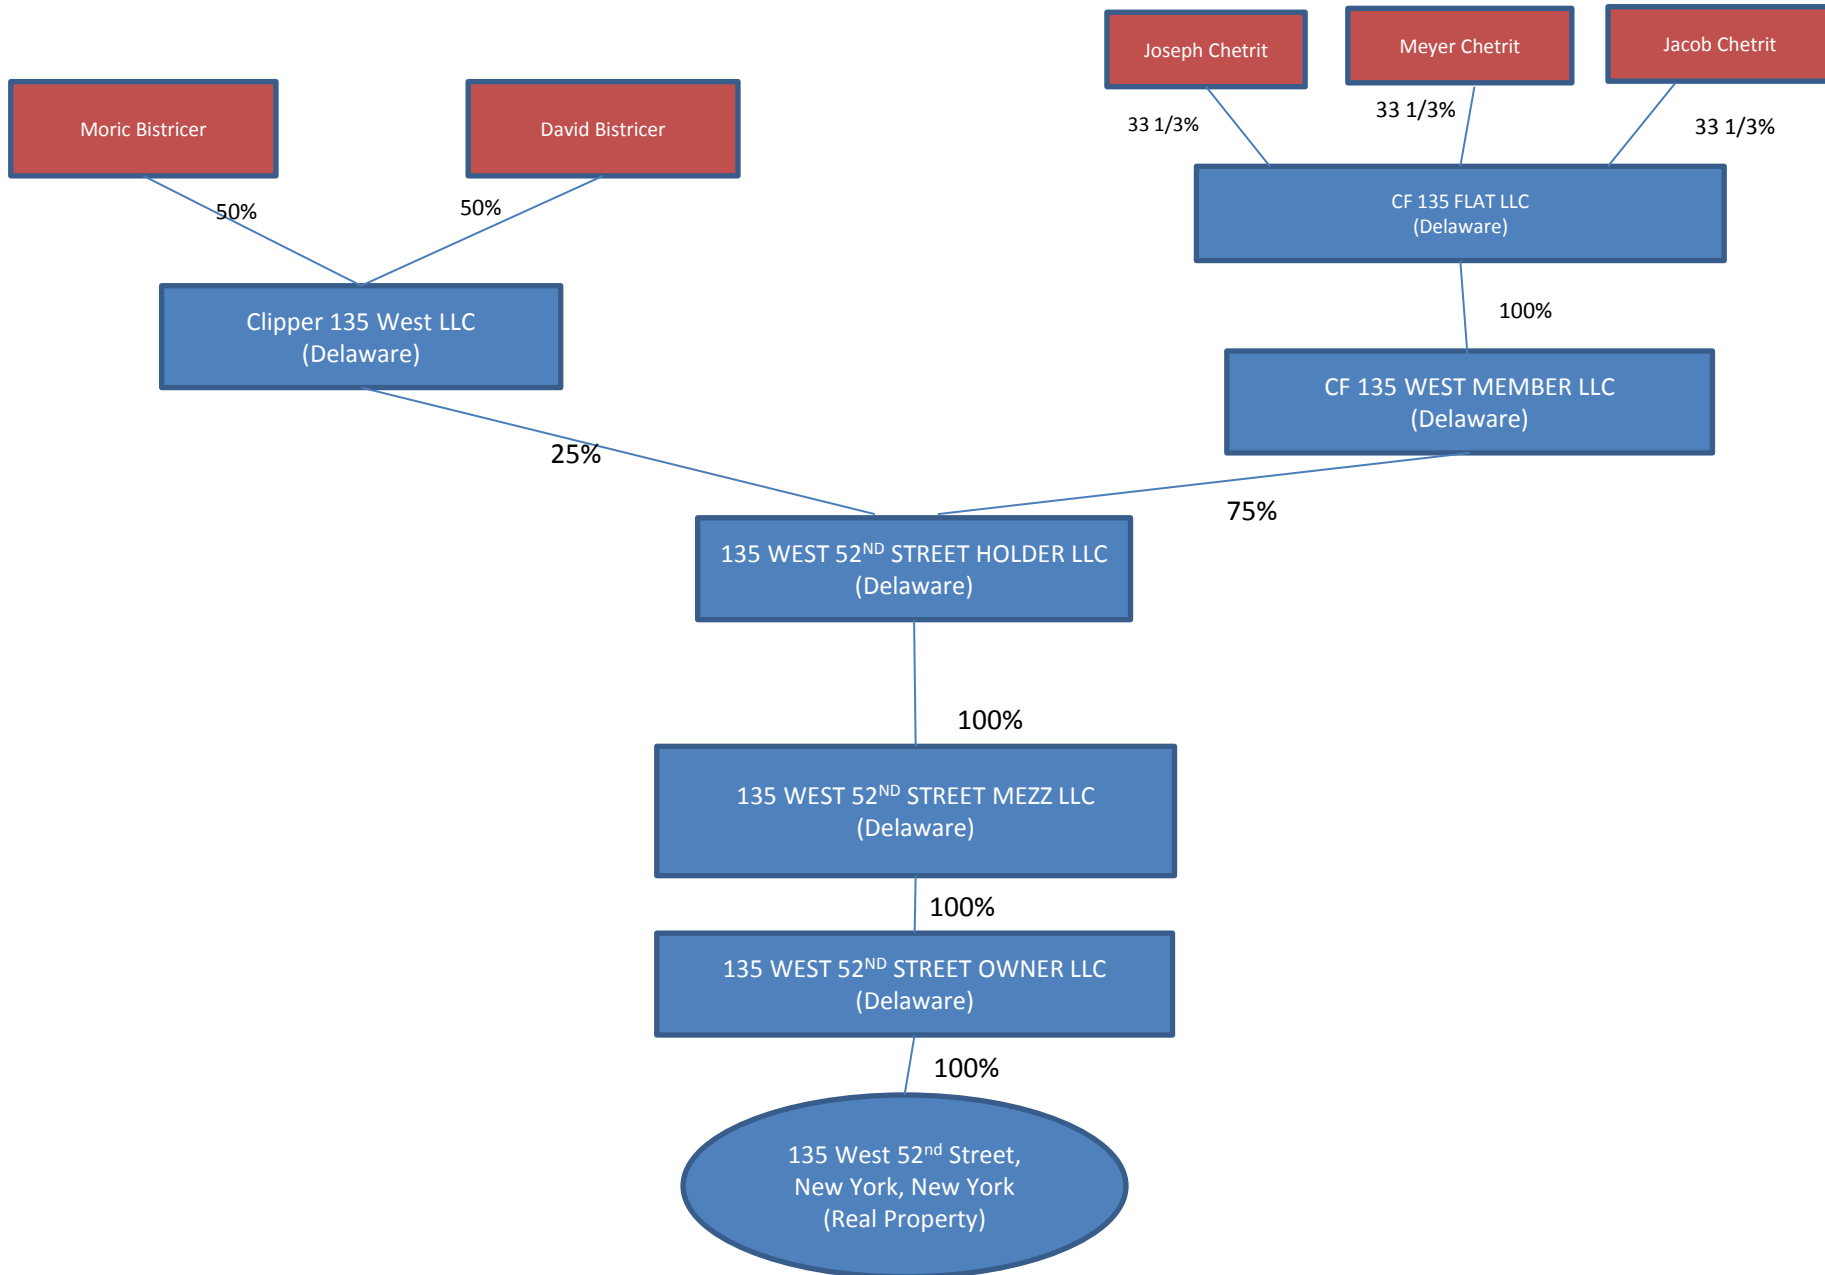 Joseph Chetrit
Meyer Chetrit
Jacob Chetrit
Moric Bistricer
David Bistricer
33 1/3%
33 1/3%
33 1/3%
50%
50%
CF 135 FLAT LLC
(Delaware)
100%
Clipper 135 West LLC
(Delaware)
CF 135 WEST MEMBER LLC
(Delaware)
25%
75%
135 WEST 52ND STREET HOLDER LLC
(Delaware)
100%
135 WEST 52ND STREET MEZZ LLC
(Delaware)
100%
135 WEST 52ND STREET OWNER LLC
(Delaware)
100%
135 West 52nd Street,
New York, New York
(Real Property)